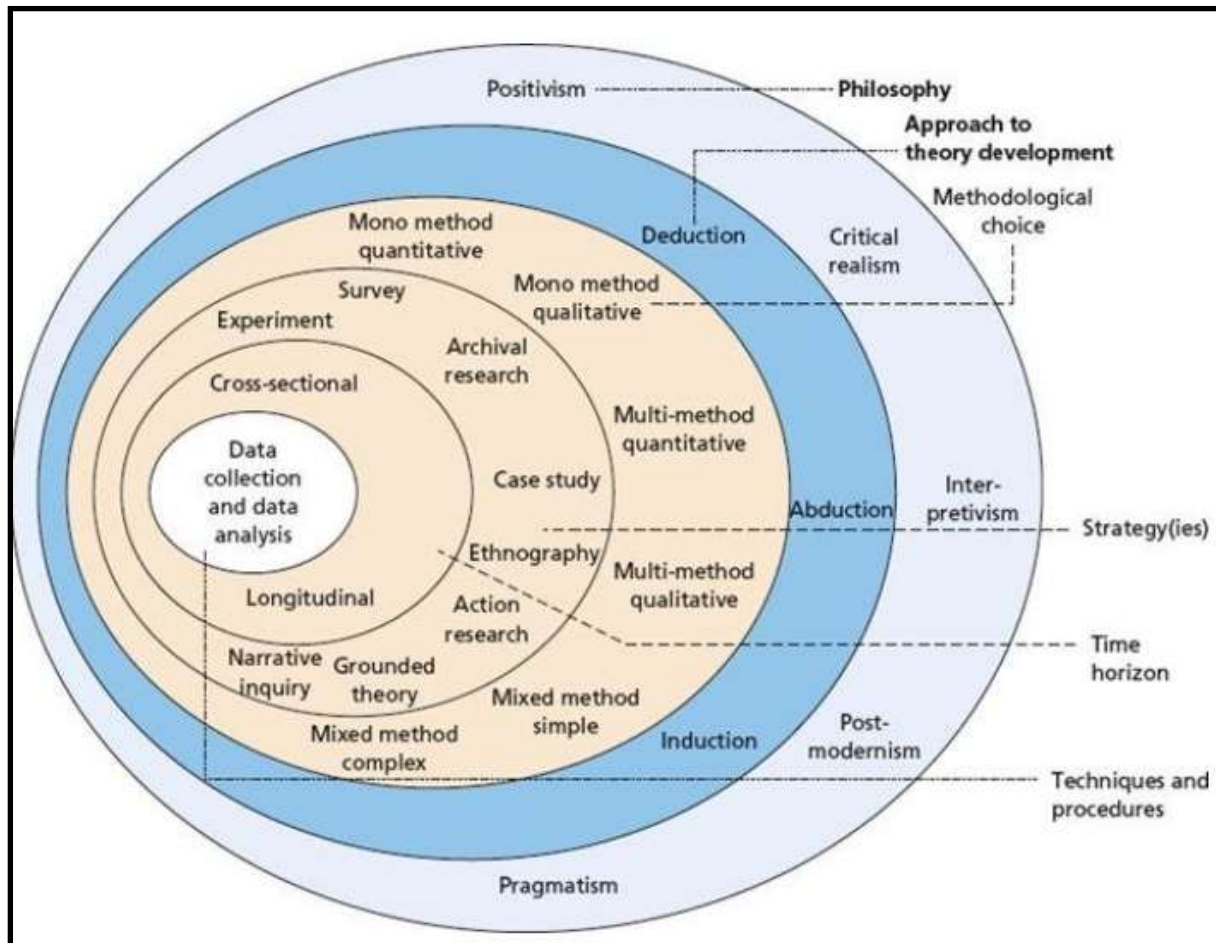 Positivism
Philosophy
Approach to
theory development
Methodological
choice
Mono method
quantitative
Deduction
Critical
realism
Survey
Mono method
qualitative
Experiment
Archival
research
Cross-sectional
Multi-method
quantitative
Data
collection
and data
analysis
Case study
Inter-
pretivism
Abduction
Strategy(ies)
Ethnography
Multi-method
qualitative
Longitudinal
Action
research
Time
horizon
Narrative
inquiry
Grounded
theory
Mixed method
simple
Mixed method
complex
Induction
Post-
modernism
Techniques and
procedures
Pragmatism